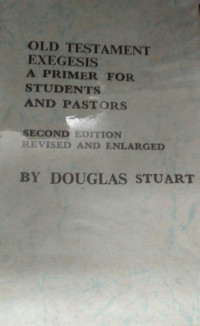 OLD TESTAMENT
EXEGESIS
A PRIMER FOR
STUDENTS
AND PASTORS
SECOND EDITION
REVISED AND ENLARGED
BY DOUGLAS STUART